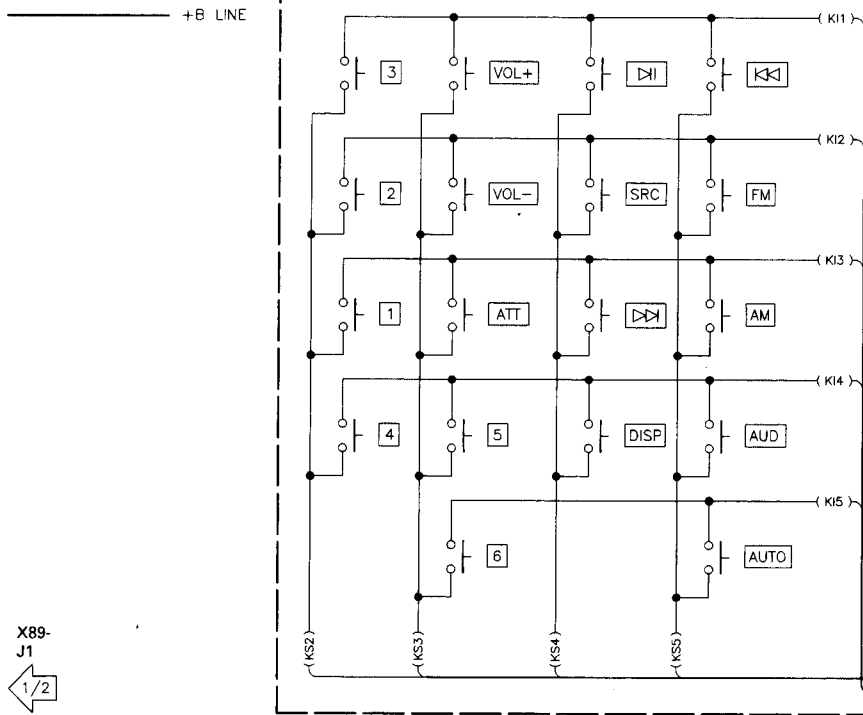 +B LINE
KI1
3 VOL+
KI2
2 VOL− SRC FM
KI3
1 ATT AM
KI4
4 5 DISP AUD
KI5
6 AUTO
KS2 KS3 KS4 KS5
X89-
J1
1/2